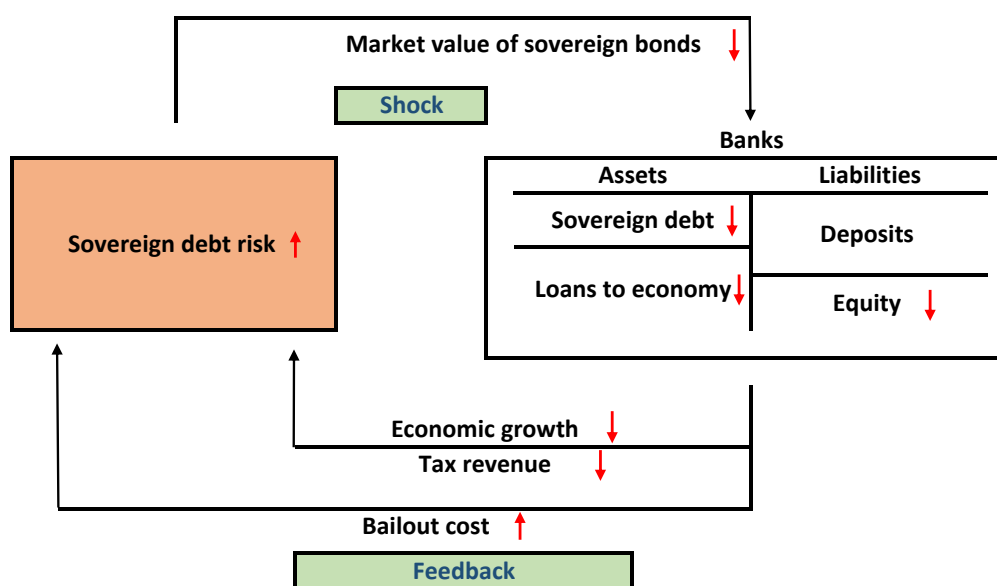 Market value of sovereign bonds
Shock
Banks
Assets
Liabilities
Sovereign debt
Deposits
Sovereign debt risk
Loans to economy
Equity
Economic growth
Tax revenue
Bailout cost
Feedback